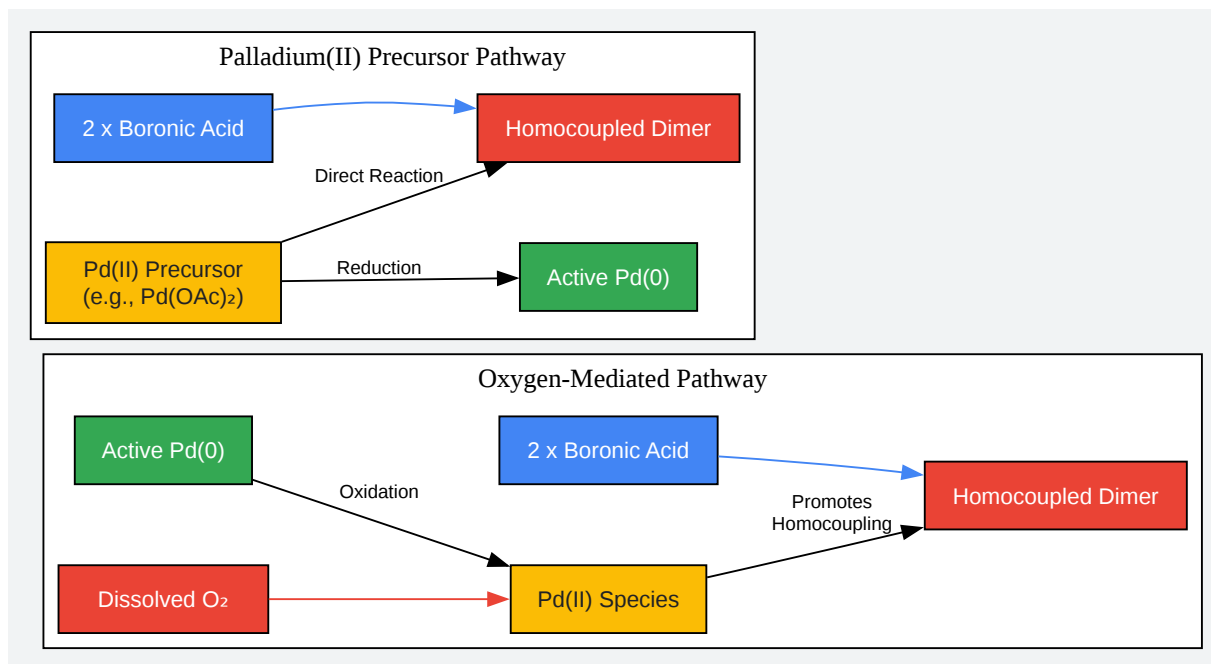 Palladium(II) Precursor Pathway
2 x Boronic Acid
Homocoupled Dimer
Direct Reaction
Pd(II) Precursor
(e.g., Pd(OAc)₂)
Reduction
Active Pd(0)
Oxygen-Mediated Pathway
Active Pd(0)
2 x Boronic Acid
Oxidation
Homocoupled Dimer
Promotes
Homocoupling
Dissolved O₂
Pd(II) Species